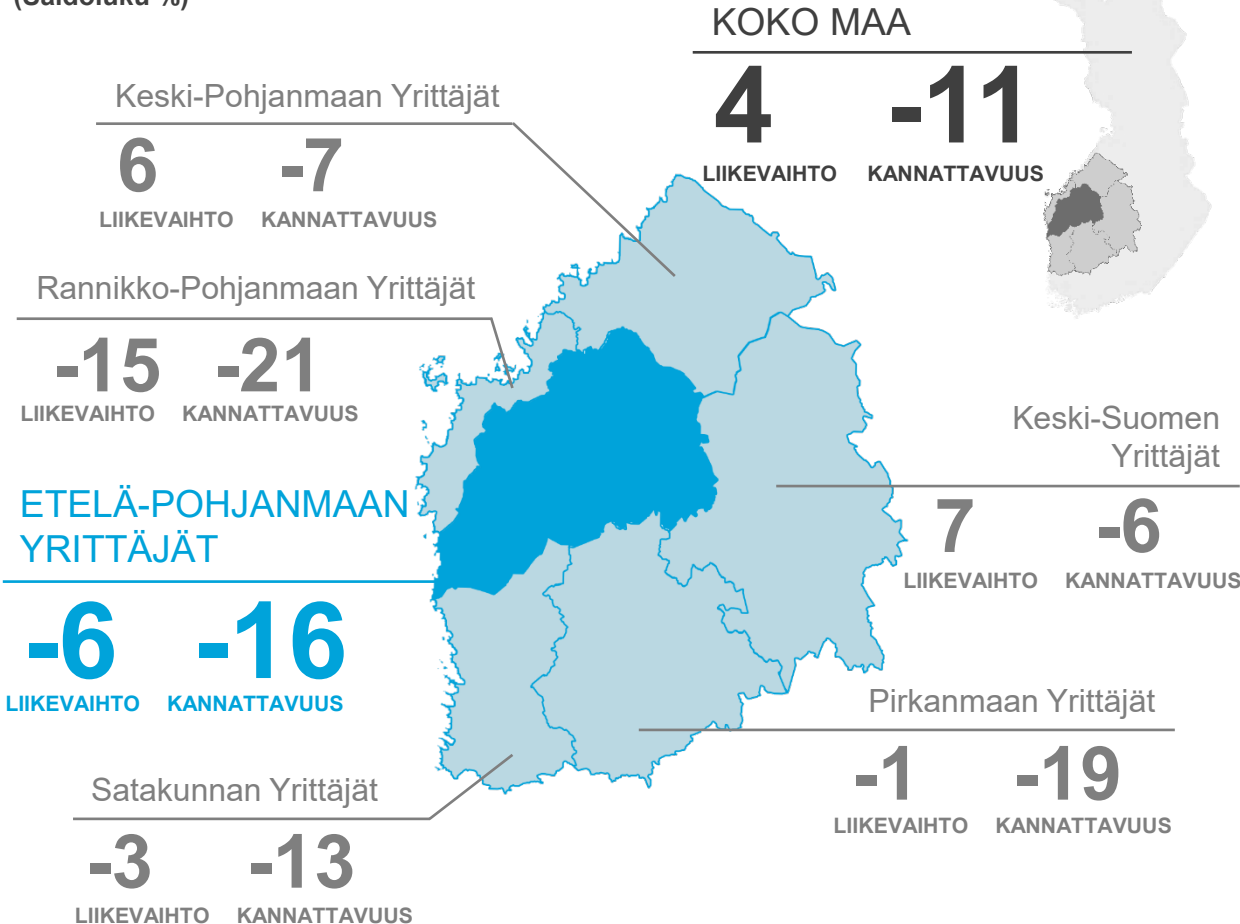 (Saldoluku %)
KOKO MAA
4 -11
LIIKEVAIHTO KANNATTAVUUS
Keski-Pohjanmaan Yrittäjät
6 -7
LIIKEVAIHTO KANNATTAVUUS
Rannikko-Pohjanmaan Yrittäjät
-15 -21
LIIKEVAIHTO KANNATTAVUUS
Keski-Suomen
Yrittäjät
7 -6
LIIKEVAIHTO KANNATTAVUUS
ETELÄ-POHJANMAAN
YRITTÄJÄT
-6 -16
LIIKEVAIHTO KANNATTAVUUS
Pirkanmaan Yrittäjät
-1 -19
LIIKEVAIHTO KANNATTAVUUS
Satakunnan Yrittäjät
-3 -13
LIIKEVAIHTO KANNATTAVUUS